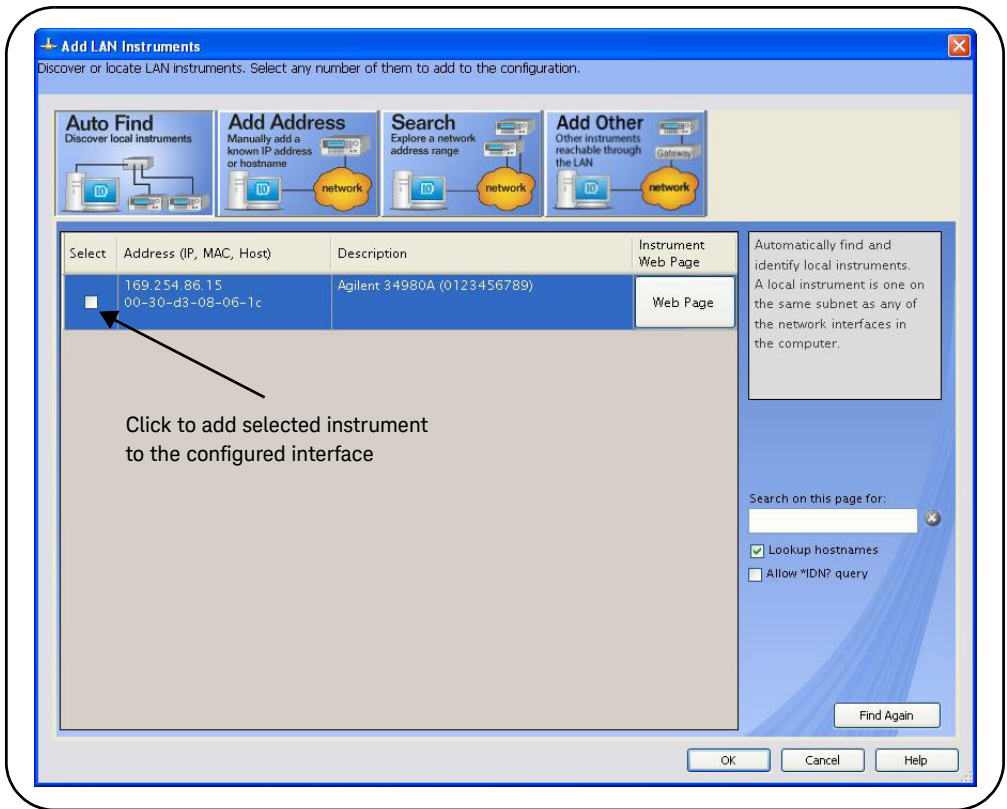 Add LAN Instruments
Discover or locate LAN instruments. Select any number of them to add to the configuration.
Auto Find
Discover local instruments
IO
Add Address
Manually add a
known IP address
or hostname
IO
network
Search
Explore a network
address range
IO
network
Add Other
Other instruments
reachable through
the LAN
Gateway
IO
network
Select
Address (IP, MAC, Host)
Description
Instrument
Web Page
169.254.86.15
00-30-d3-08-06-1c
Agilent 34980A (0123456789)
Web Page
Click to add selected instrument
to the configured interface
Automatically find and
identify local instruments.
A local instrument is one on
the same subnet as any of
the network interfaces in
the computer.
Search on this page for:
Lookup hostnames
Allow *IDN? query
Find Again
OK
Cancel
Help